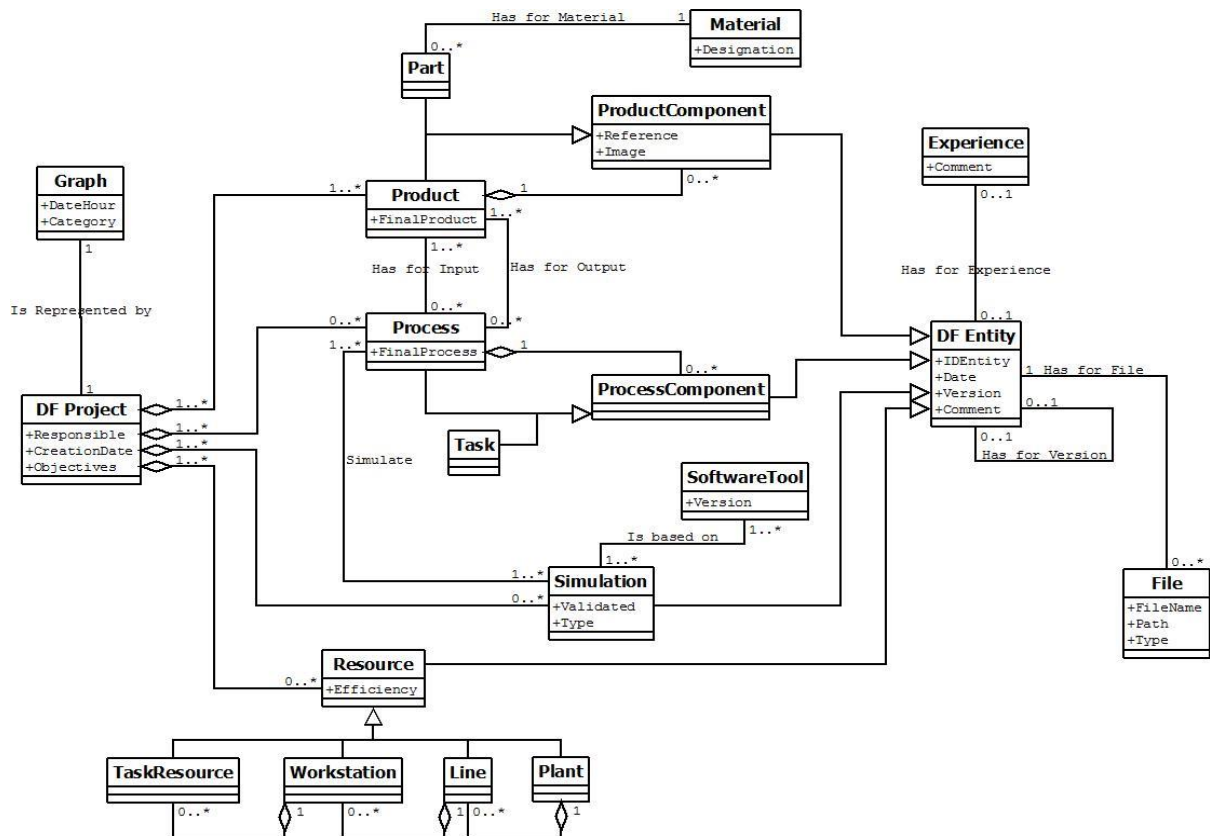 Has for Material
1
Material
+Designation
0..*
Part
ProductComponent
+Reference
+Image
0..*
Experience
+Comment
0..1
Graph
+DateHour
+Category
1
1..*
Product
+FinalProduct
1
1..*
1..*
Has for Input
Has for Output
Has for Experience
Is Represented by
0..*
0..*
0..*
Process
+FinalProcess
1..*
1
0..*
ProcessComponent
0..1
DF Entity
+IDEntity
+Date
+Version
+Comment
1 Has for File
0..1
0..1
Has for Version
1
DF Project
+Responsible
+CreationDate
+Objectives
1..*
1..*
1..*
1..*
Task
Simulate
SoftwareTool
+Version
1..*
Is based on
1..*
1..*
0..*
Simulation
+Validated
+Type
0..*
File
+FileName
+Path
+Type
Resource
+Efficiency
0..*
TaskResource
Workstation
Line
Plant
0..*
1
0..*
1
0..*
1